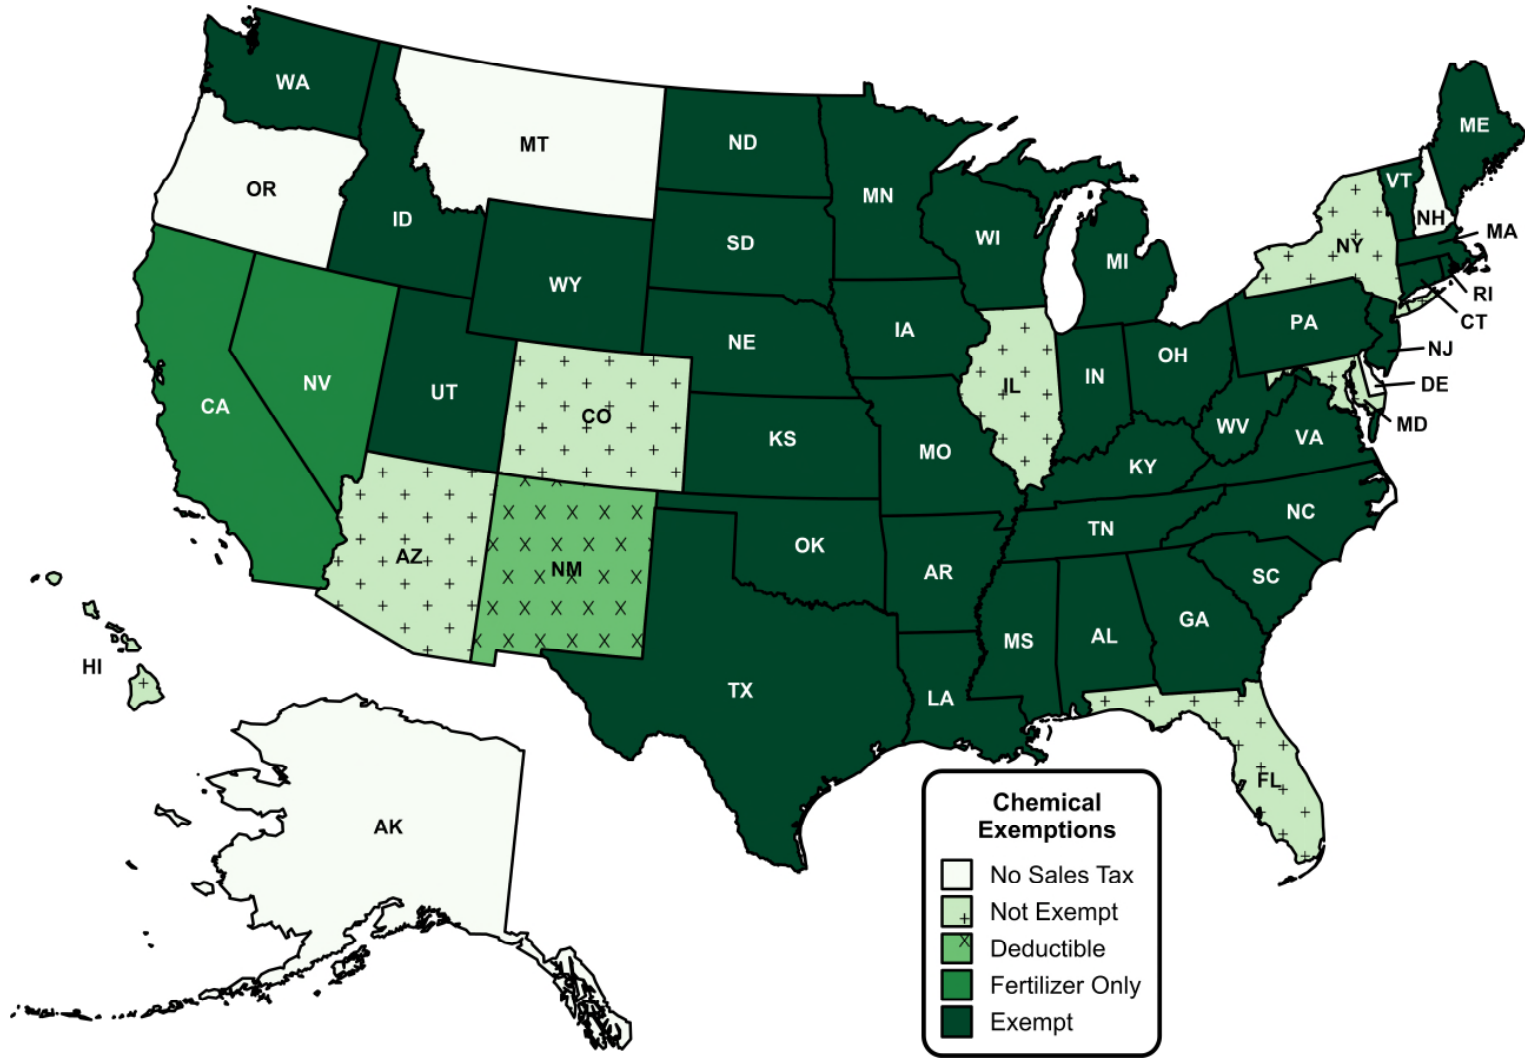 WA
MT
ND
MN
ME
OR
ID
SD
WI
MI
VT
NH
NY
MA
RI
CT
WY
IA
NE
PA
NJ
OH
IN
IL
DE
MD
NV
UT
CA
CO
KS
MO
WV
VA
KY
NC
TN
AZ
NM
OK
AR
SC
MS
AL
GA
HI
TX
LA
FL
AK
Chemical
Exemptions
No Sales Tax
+ Not Exempt
X Deductible
Fertilizer Only
Exempt